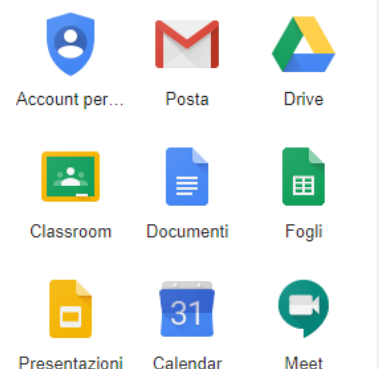 Account per...
Posta
Drive
Classroom
Documenti
Fogli
31
Presentazioni
Calendar
Meet